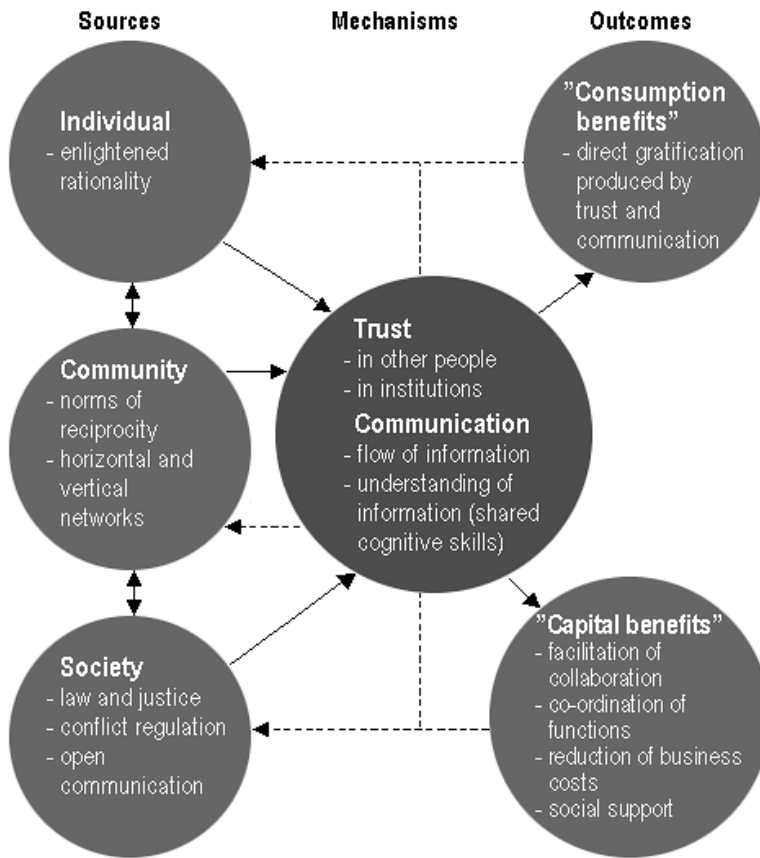 Sources Mechanisms Outcomes
Individual
- enlightened
rationality
Community
- norms of
reciprocity
- horizontal and
vertical
networks
Society
- law and justice
- conflict regulation
- open
communication
Trust
- in other people
- in institutions
Communication
- flow of information
- understanding of
information (shared
cognitive skills)
”Consumption
benefits”
- direct gratification
produced by
trust and
communication
”Capital benefits”
- facilitation of
collaboration
- co-ordination of
functions
- reduction of business
costs
- social support